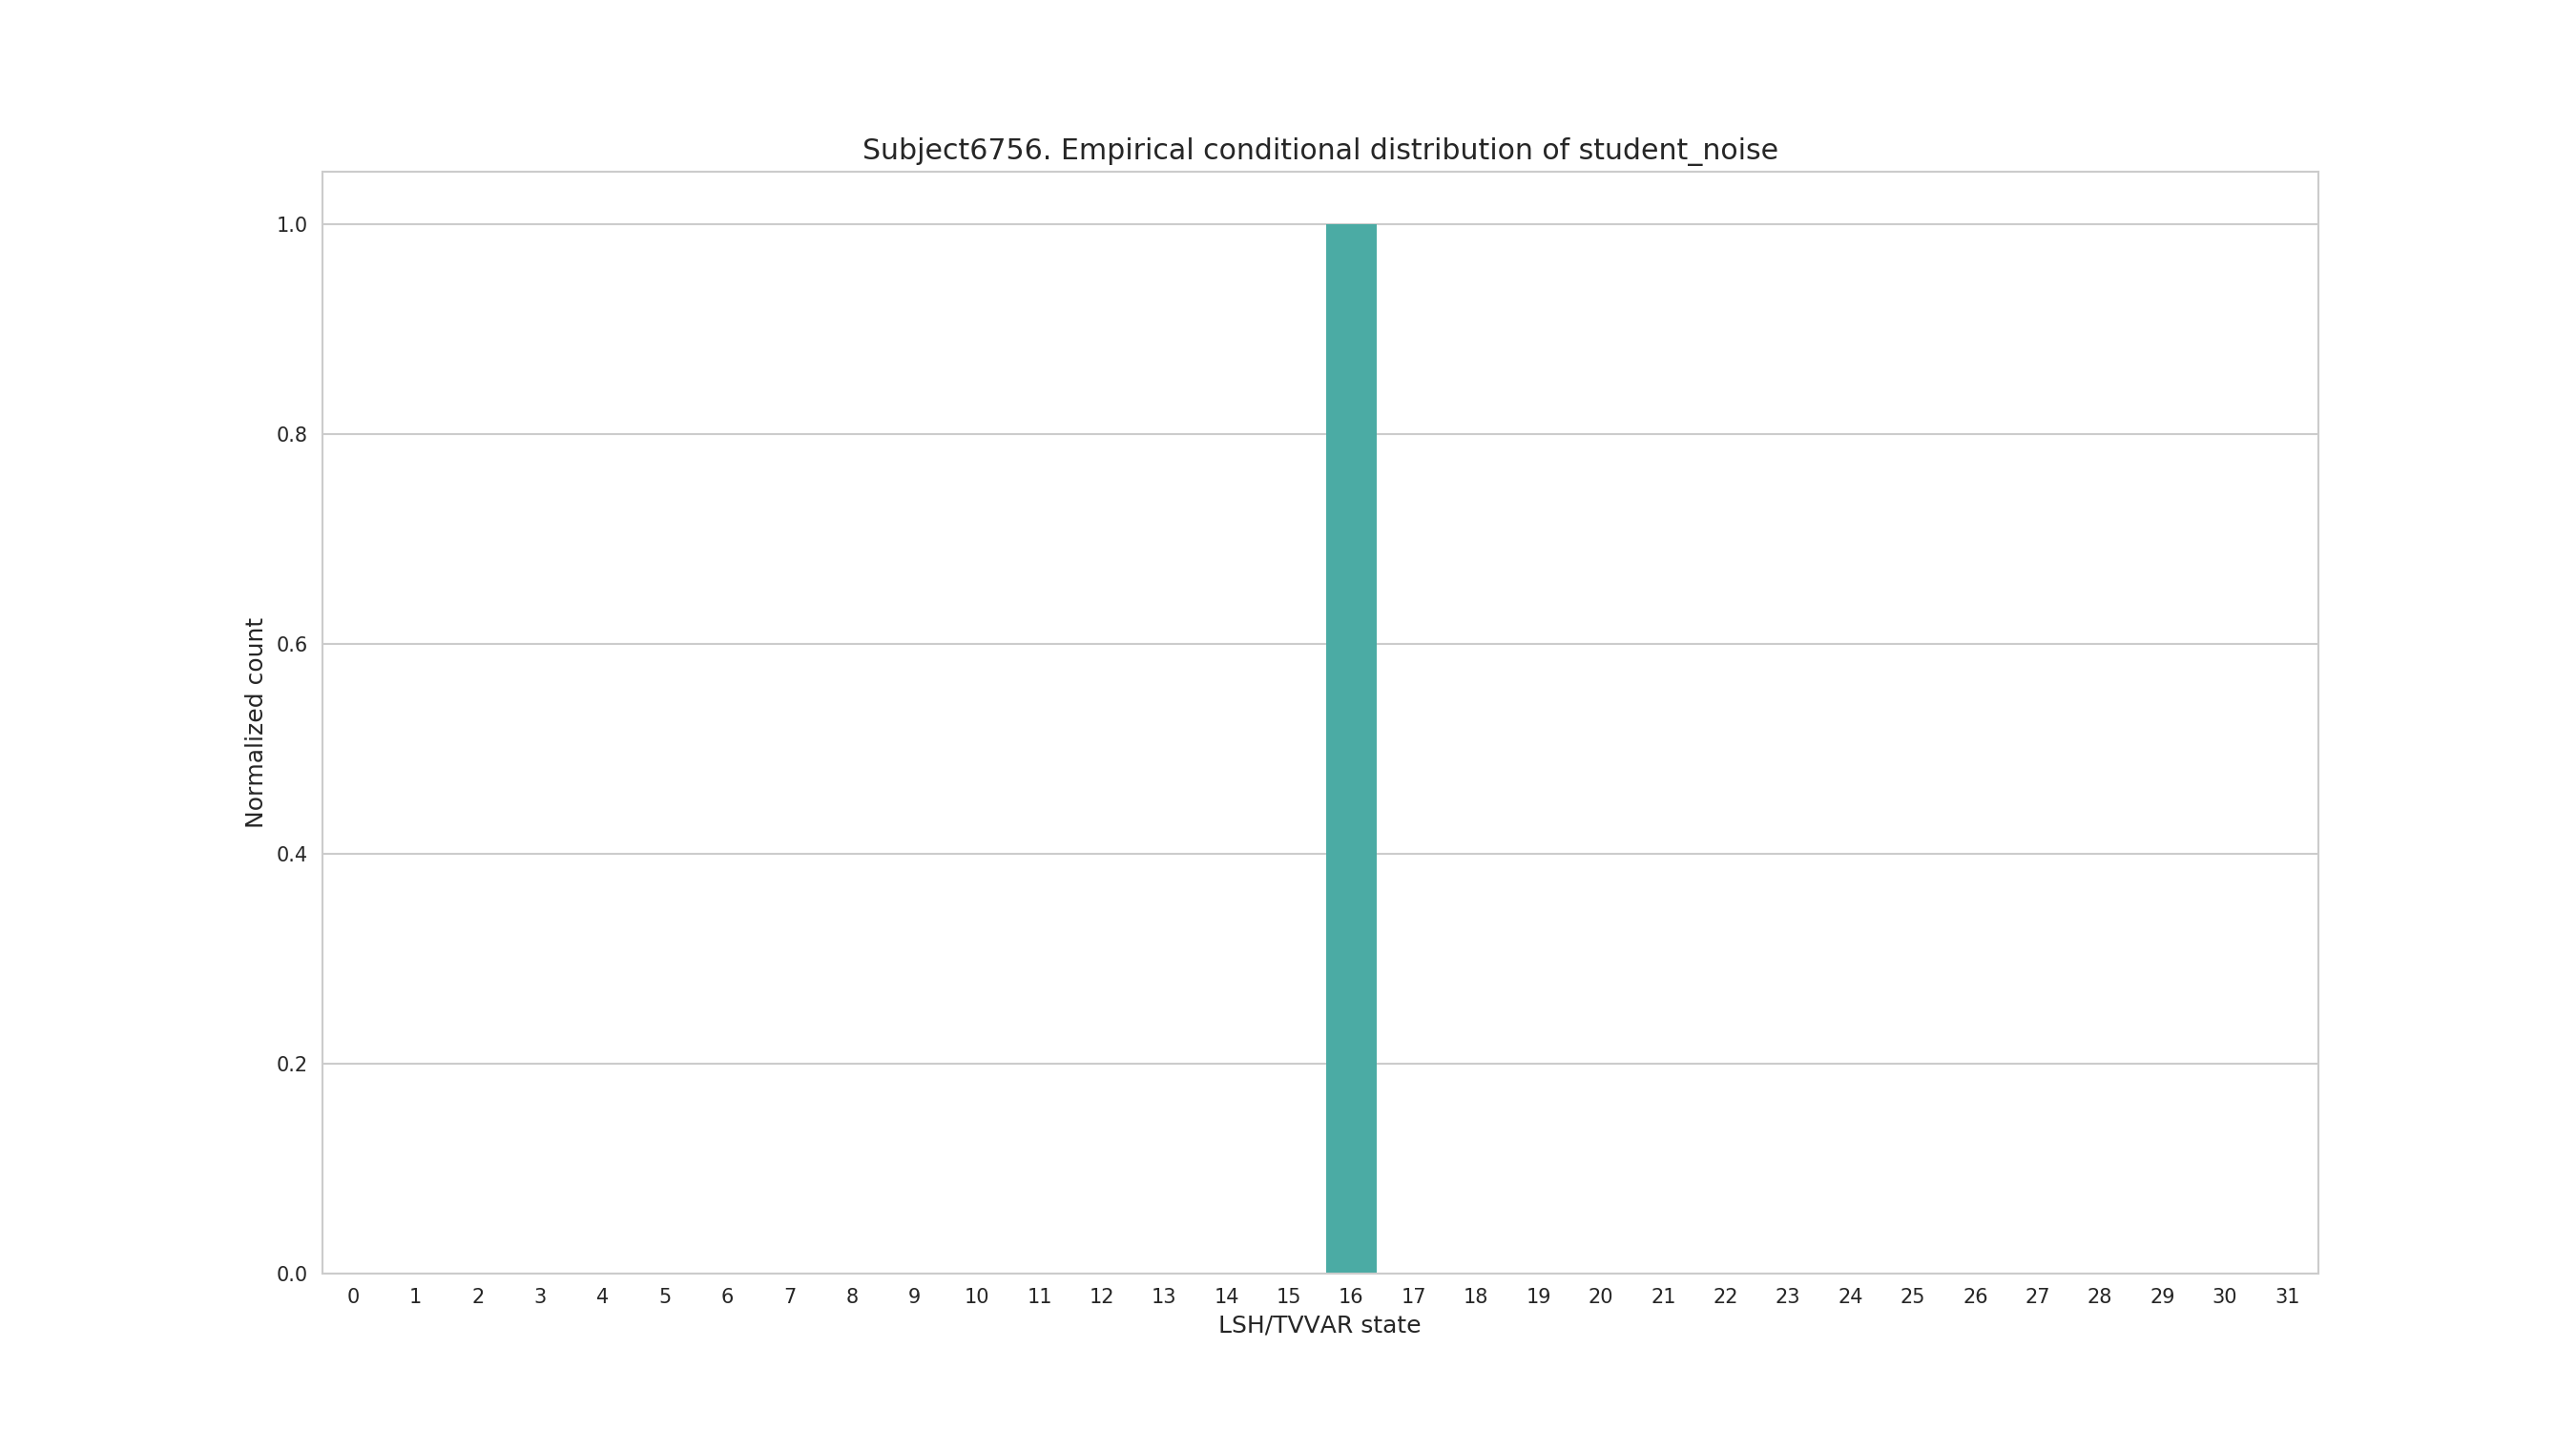 Subject6756. Empirical conditional distribution of student_noise
1.0
0.8
0.6
0.4
0.2
0.0
Normalized count
0 1 2 3 4 5 6 7 8 9 10 11 12 13 14 15 16 17 18 19 20 21 22 23 24 25 26 27 28 29 30 31
LSH/TVVAR state